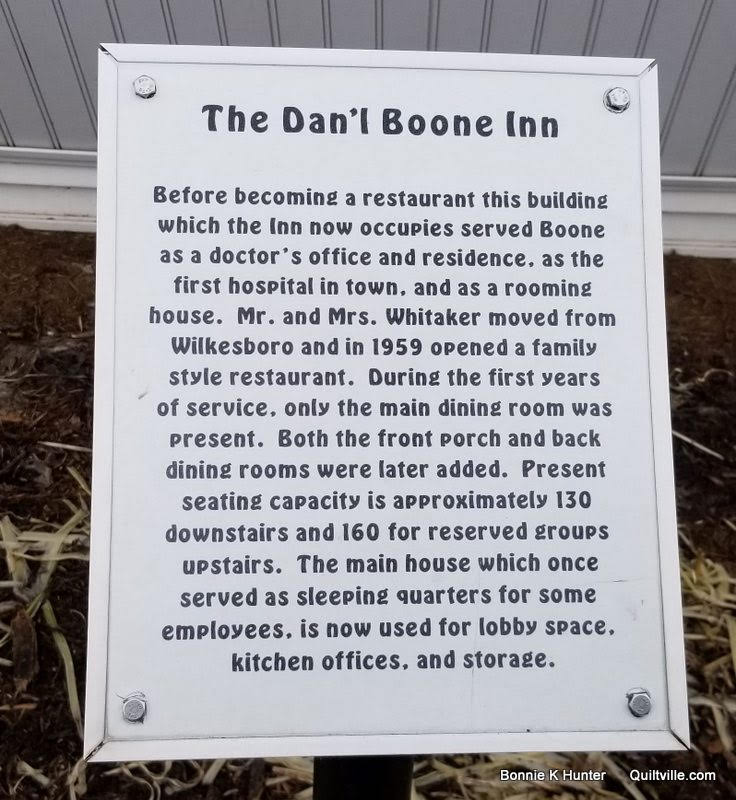 The Dan'l Boone Inn
Before becoming a restaurant this building
which the Inn now occupies served Boone
as a doctor's office and residence, as the
first hospital in town, and as a rooming
house. Mr. and Mrs. Whitaker moved from
Wilkesboro and in 1959 opened a family
style restaurant. During the first years
of service, only the main dining room was
present. Both the front porch and back
dining rooms were later added. Present
seating capacity is approximately 130
downstairs and 160 for reserved groups
upstairs. The main house which once
served as sleeping quarters for some
employees, is now used for lobby space,
kitchen offices, and storage.
Bonnie K Hunter Quiltville.com